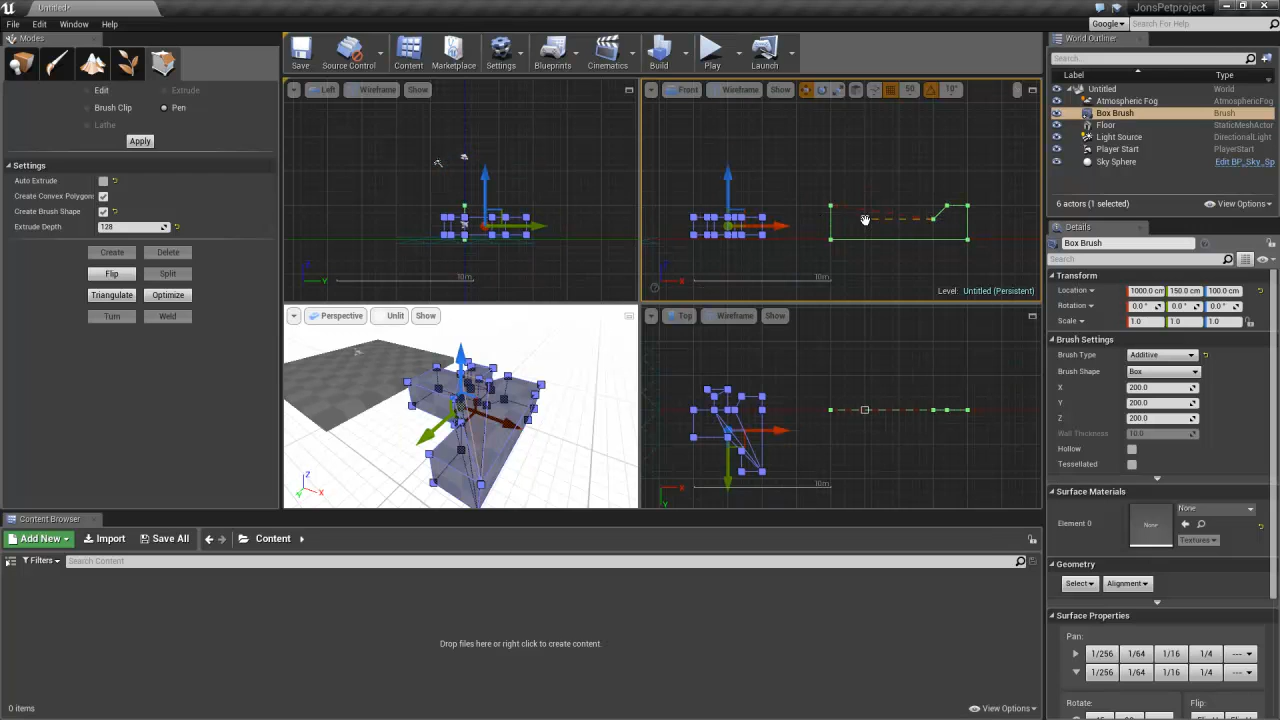 Untitled*
JonsPetproject
File Edit Window Help
Google
Search For Help
Modes
Edit
Extrude
Brush Clip
Pen
Lathe
Apply
Settings
Auto Extrude
Create Convex Polygon
Create Brush Shape
Extrude Depth
128
Create
Delete
Flip
Split
Triangulate
Optimize
Turn
Weld
Save
Source Control
Content
Marketplace
Settings
Blueprints
Cinematics
Build
Play
Launch
Left
Wireframe
Show
Z
Y
10m
Front
Wireframe
Show
50
10°
Z
X
10m
Level: Untitled (Persistent)
Perspective
Unlit
Show
Z
X
Top
Wireframe
Show
X
Y
10m
World Outliner
Search...
Label
Type
Untitled
World
Atmospheric Fog
AtmosphericFog
Box Brush
Brush
Floor
StaticMeshActor
Light Source
DirectionalLight
Player Start
PlayerStart
Sky Sphere
Edit BP_Sky_Sp
6 actors (1 selected)
View Options
Details
Box Brush
Search
Transform
Location
1000.0 cm
150.0 cm
100.0 cm
Rotation
0.0 °
0.0 °
0.0 °
Scale
1.0
1.0
1.0
Brush Settings
Brush Type
Additive
Brush Shape
Box
X
200.0
Y
200.0
Z
200.0
Wall Thickness
10.0
Hollow
Tessellated
Surface Materials
Element 0
None
None
Textures
Geometry
Select
Alignment
Surface Properties
Pan:
1/256
1/64
1/16
1/4
---
1/256
1/64
1/16
1/4
---
Rotate:
Flip:
Content Browser
Add New
Import
Save All
Content
Filters
Search Content
Drop files here or right click to create content.
0 items
View Options